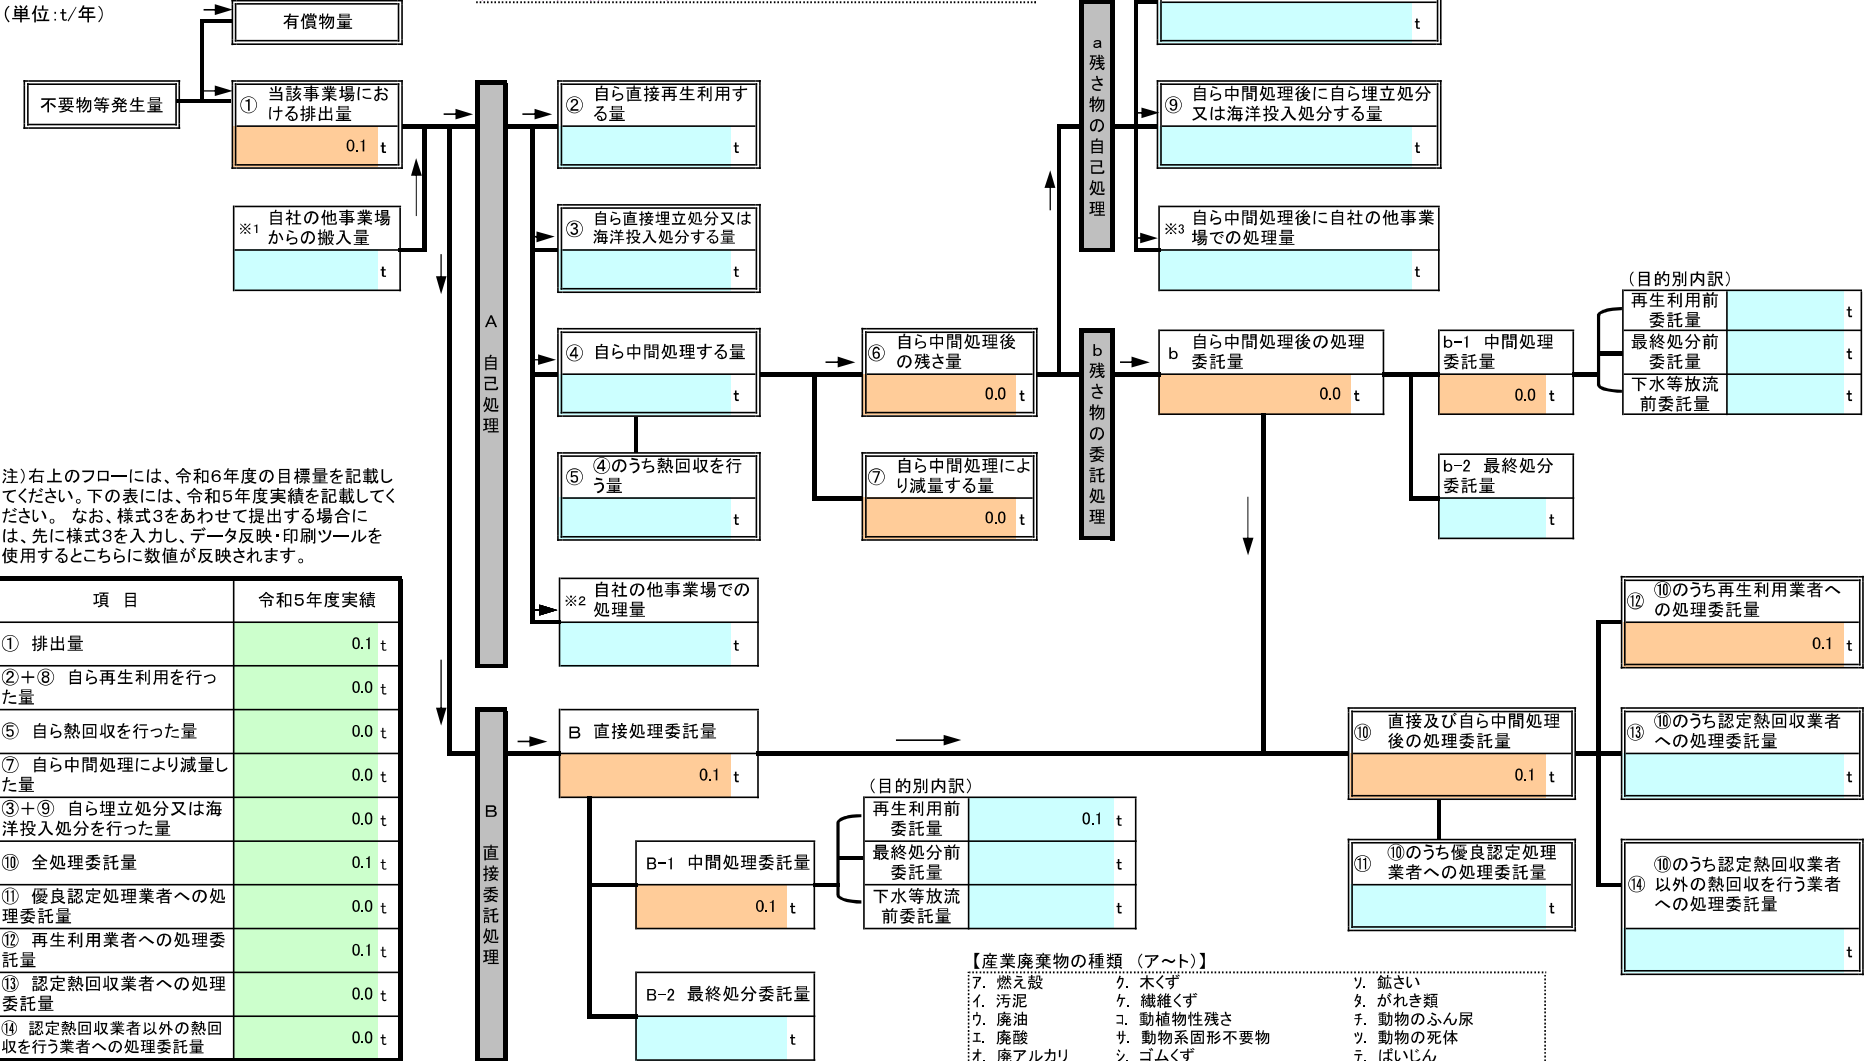 (単位:t/年)
有償物量
t
不要物等発生量
① 当該事業場にお
ける排出量
0.1 t
※1 自社の他事業場
からの搬入量
t
A 自己処理
② 自ら直接再生利用す
る量
t
③ 自ら直接埋立処分又は
海洋投入処分する量
t
④ 自ら中間処理する量
t
⑤ ④のうち熱回収を行
う量
t
※2 自社の他事業場での
処理量
t
⑥ 自ら中間処理後
の残さ量
0.0 t
⑦ 自ら中間処理によ
り減量する量
0.0 t
a 残さ物の自己処理
⑨ 自ら中間処理後に自ら埋立処分
又は海洋投入処分する量
t
※3 自ら中間処理後に自社の他事業
場での処理量
t
b 残さ物の委託処理
b 自ら中間処理後の処理
委託量
0.0 t
b-1 中間処理
委託量
0.0 t
b-2 最終処分
委託量
t
(目的別内訳)
再生利用前
委託量
t
最終処分前
委託量
t
下水等放流
前委託量
t
注)右上のフローには、令和6年度の目標量を記載し
てください。下の表には、令和5年度実績を記載してく
ださい。 なお、様式3をあわせて提出する場合に
は、先に様式3を入力し、データ反映・印刷ツールを
使用するとこちらに数値が反映されます。
項 目 令和5年度実績
① 排出量 0.1 t
②+⑧ 自ら再生利用を行っ
た量 0.0 t
⑤ 自ら熱回収を行った量 0.0 t
⑦ 自ら中間処理により減量し
た量 0.0 t
③+⑨ 自ら埋立処分又は海
洋投入処分を行った量 0.0 t
⑩ 全処理委託量 0.1 t
⑪ 優良認定処理業者への処
理委託量 0.0 t
⑫ 再生利用業者への処理委
託量 0.1 t
⑬ 認定熱回収業者への処理
委託量 0.0 t
⑭ 認定熱回収業者以外の熱回
収を行う業者への処理委託量 0.0 t
B 直接委託処理
B 直接処理委託量
0.1 t
B-1 中間処理委託量
0.1 t
B-2 最終処分委託量
t
(目的別内訳)
再生利用前
委託量
0.1 t
最終処分前
委託量
t
下水等放流
前委託量
t
⑩ 直接及び自ら中間処理
後の処理委託量
0.1 t
⑪ ⑩のうち優良認定処理
業者への処理委託量
t
⑫ ⑩のうち再生利用業者へ
の処理委託量
0.1 t
⑬ ⑩のうち認定熱回収業者
への処理委託量
t
⑭ ⑩のうち認定熱回収業者
以外の熱回収を行う業者
への処理委託量
t
【産業廃棄物の種類 (ア~ト)】
ア. 燃え殻 ク. 木くず ソ. 鉱さい
イ. 汚泥 ケ. 繊維くず タ. がれき類
ウ. 廃油 コ. 動植物性残さ チ. 動物のふん尿
エ. 廃酸 サ. 動物系固形不要物 ツ. 動物の死体
オ. 廃アルカリ シ. ゴムくず テ. ばいじん